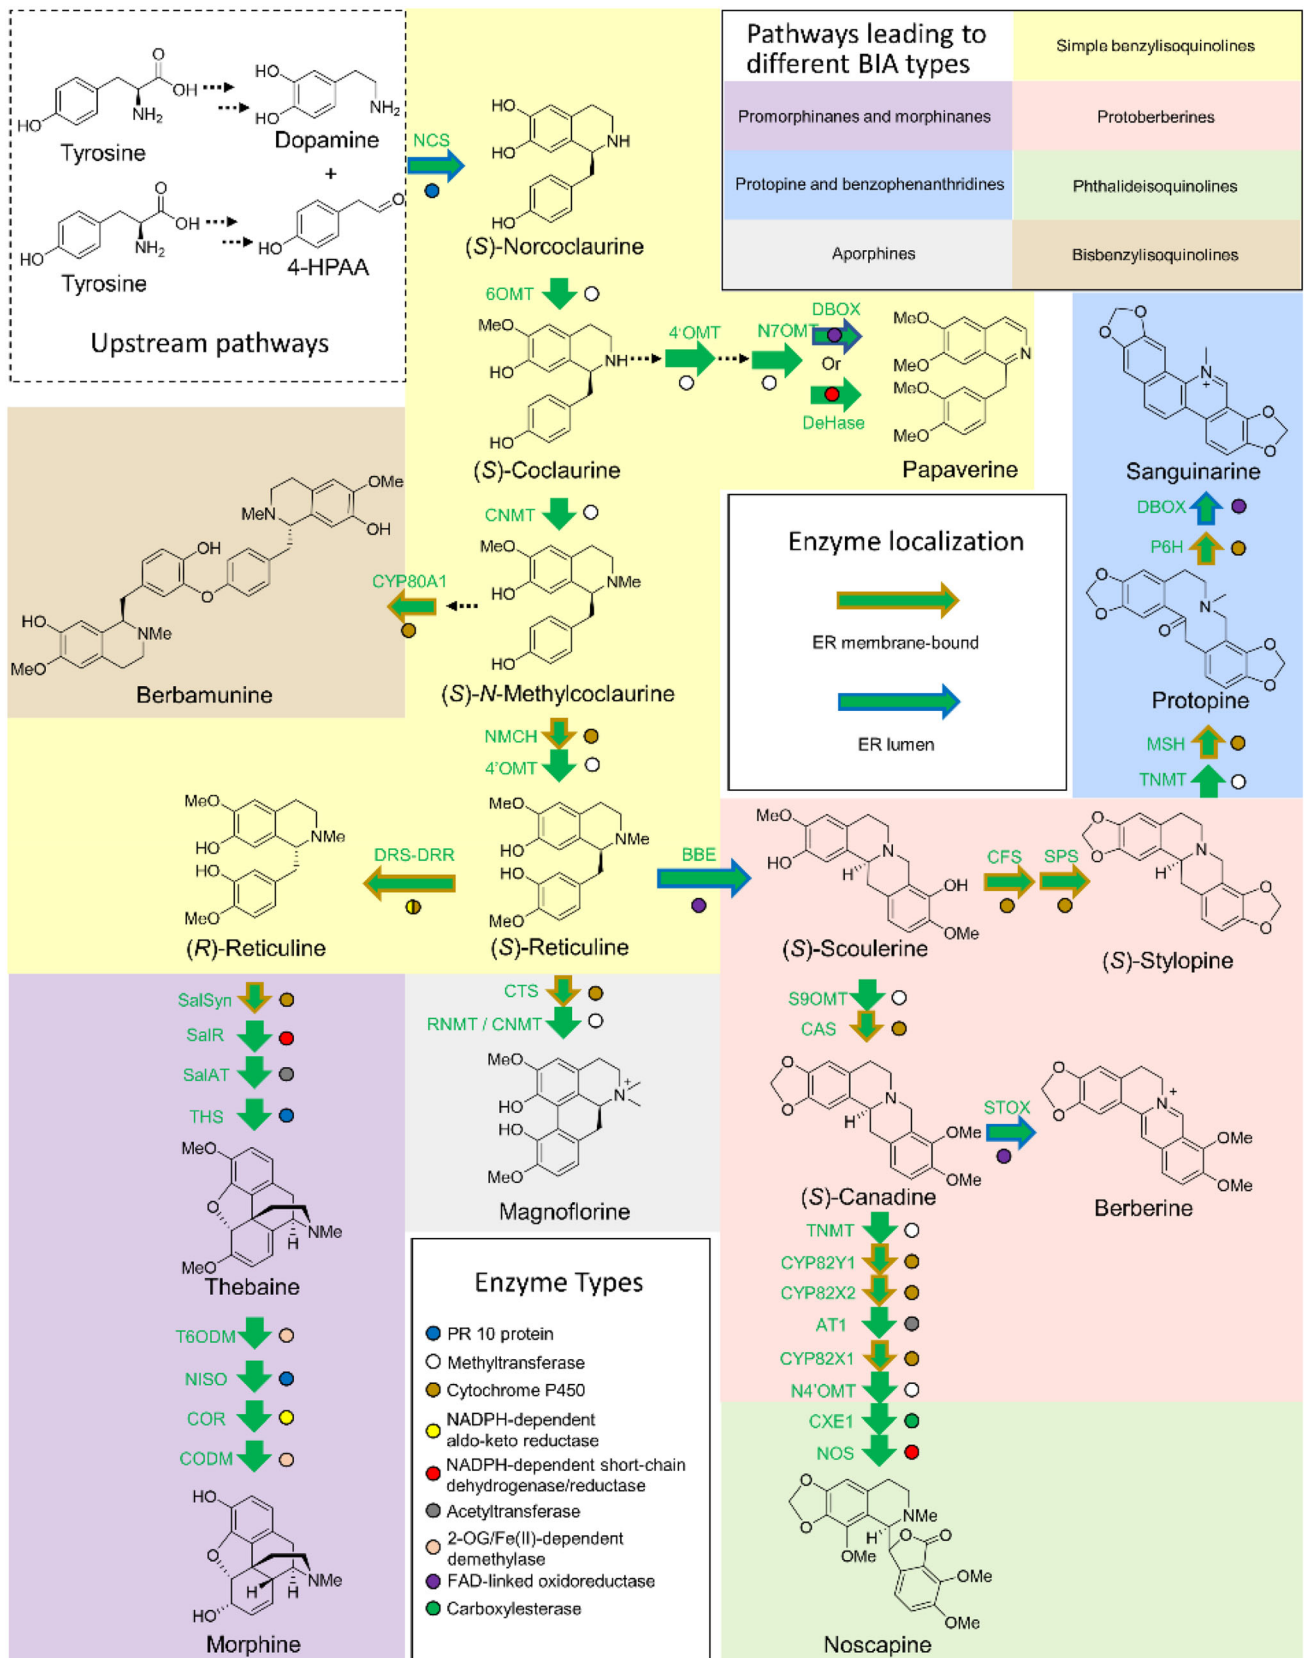 Tyrosine
Dopamine
+
Tyrosine
4-HPAA
Upstream pathways
Pathways leading to
different BIA types
Simple benzylisoquinolines
Promorphinanes and morphinanes
Protoberberines
Protopine and benzophenanthridines
Phthalideisoquinolines
Aporphines
Bisbenzylisoquinolines
NCS
(S)-Norcoclaurine
6OMT
(S)-Coclaurine
4'OMT
N7OMT
DBOX
Or
DeHase
Papaverine
CNMT
(S)-N-Methylcoclaurine
CYP80A1
Berbamunine
NMCH
4'OMT
(S)-Reticuline
DRS-DRR
(R)-Reticuline
BBE
(S)-Scoulerine
CFS
SPS
(S)-Stylopine
TNMT
MSH
Protopine
P6H
DBOX
Sanguinarine
Enzyme localization
ER membrane-bound
ER lumen
SalSyn
SalR
SalAT
THS
Thebaine
T6ODM
NISO
COR
CODM
Morphine
CTS
RNMT / CNMT
Magnoflorine
S9OMT
CAS
(S)-Canadine
STOX
Berberine
TNMT
CYP82Y1
CYP82X2
AT1
CYP82X1
N4'OMT
CXE1
NOS
Noscapine
Enzyme Types
PR 10 protein
Methyltransferase
Cytochrome P450
NADPH-dependent
aldo-keto reductase
NADPH-dependent short-chain
dehydrogenase/reductase
Acetyltransferase
2-OG/Fe(II)-dependent
demethylase
FAD-linked oxidoreductase
Carboxylesterase